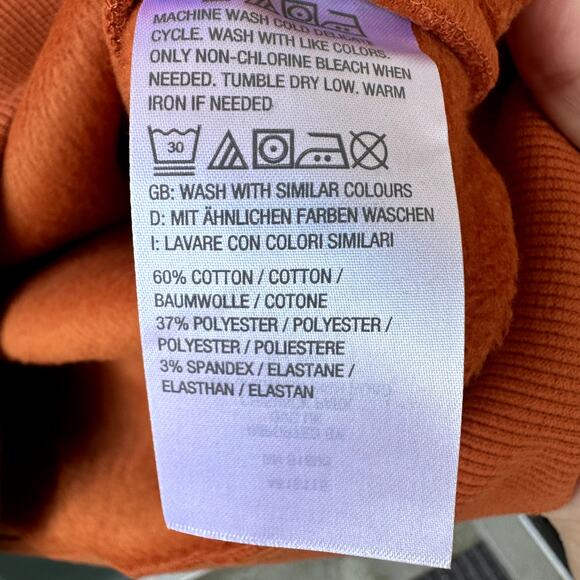 MACHINE WASH COLD DELICATE
CYCLE. WASH WITH LIKE COLORS.
ONLY NON-CHLORINE BLEACH WHEN
NEEDED. TUMBLE DRY LOW. WARM
IRON IF NEEDED
30
GB: WASH WITH SIMILAR COLOURS
D: MIT ÄHNLICHEN FARBEN WASCHEN
I: LAVARE CON COLORI SIMILARI
60% COTTON / COTTON /
BAUMWOLLE / COTONE
37% POLYESTER / POLYESTER /
POLYESTER / POLIESTERE
3% SPANDEX / ELASTANE /
ELASTHAN / ELASTAN